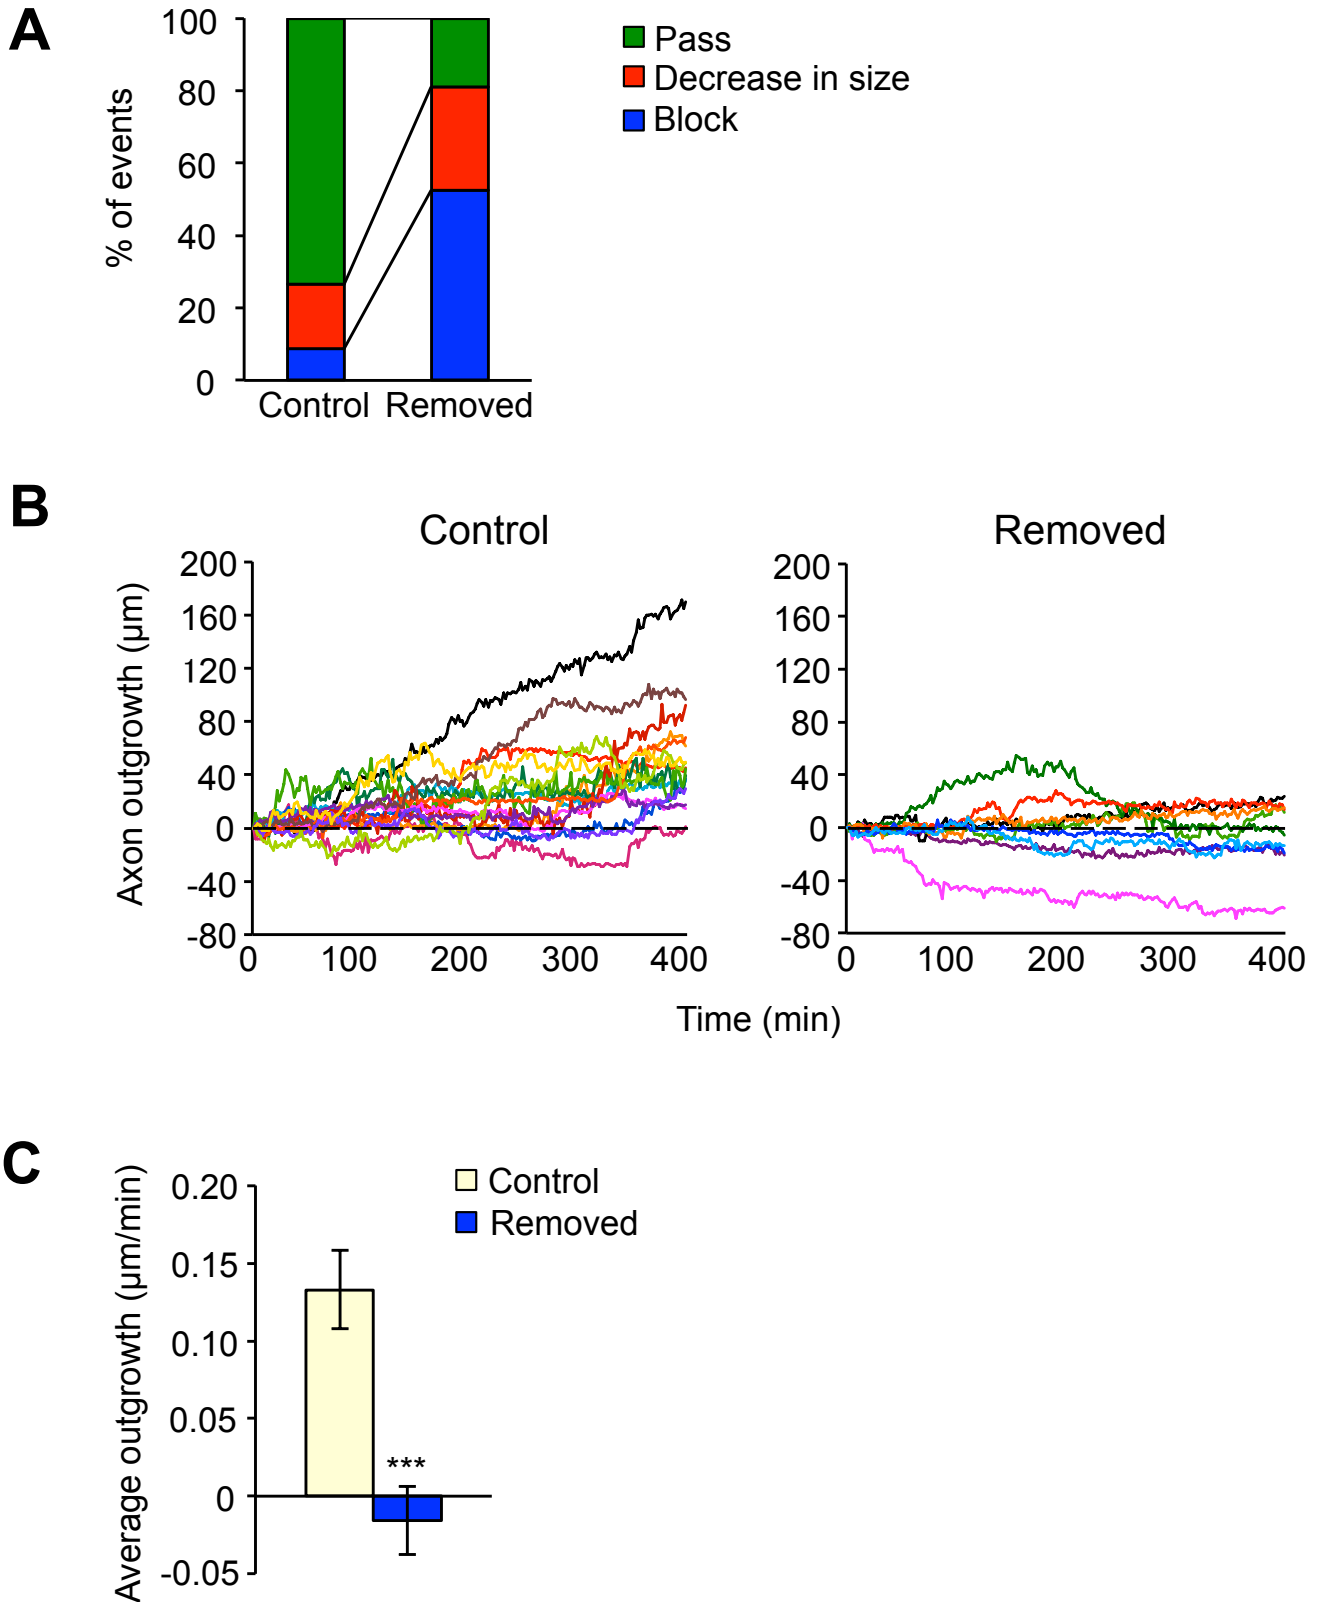 A
% of events
100
80
60
40
20
0
Control Removed
Pass
Decrease in size
Block
B
Control
Removed
Axon outgrowth (µm)
200
160
120
80
40
0
-40
-80
0 100 200 300 400
200
160
120
80
40
0
-40
-80
0 100 200 300 400
Time (min)
C
Average outgrowth (µm/min)
0.20
0.15
0.10
0.05
0
-0.05
***
Control
Removed